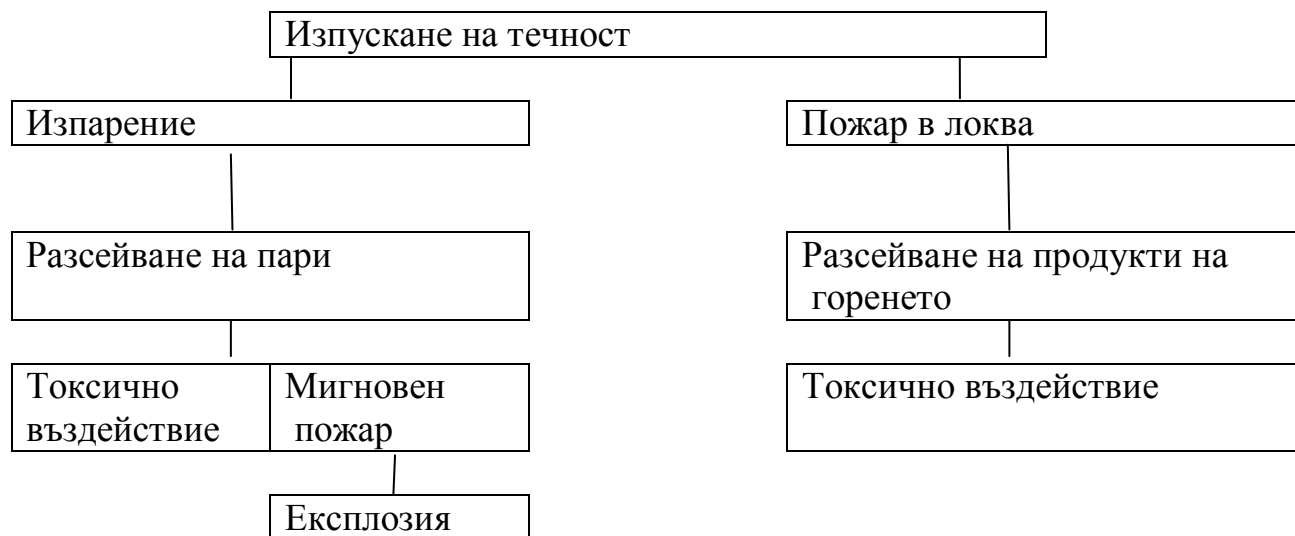 Изпускане на течност
Изпарение
Пожар в локва
Разсейване на пари
Разсейване на продукти на
горенето
Токсично
въздействие
Мигновен
пожар
Токсично въздействие
Експлозия